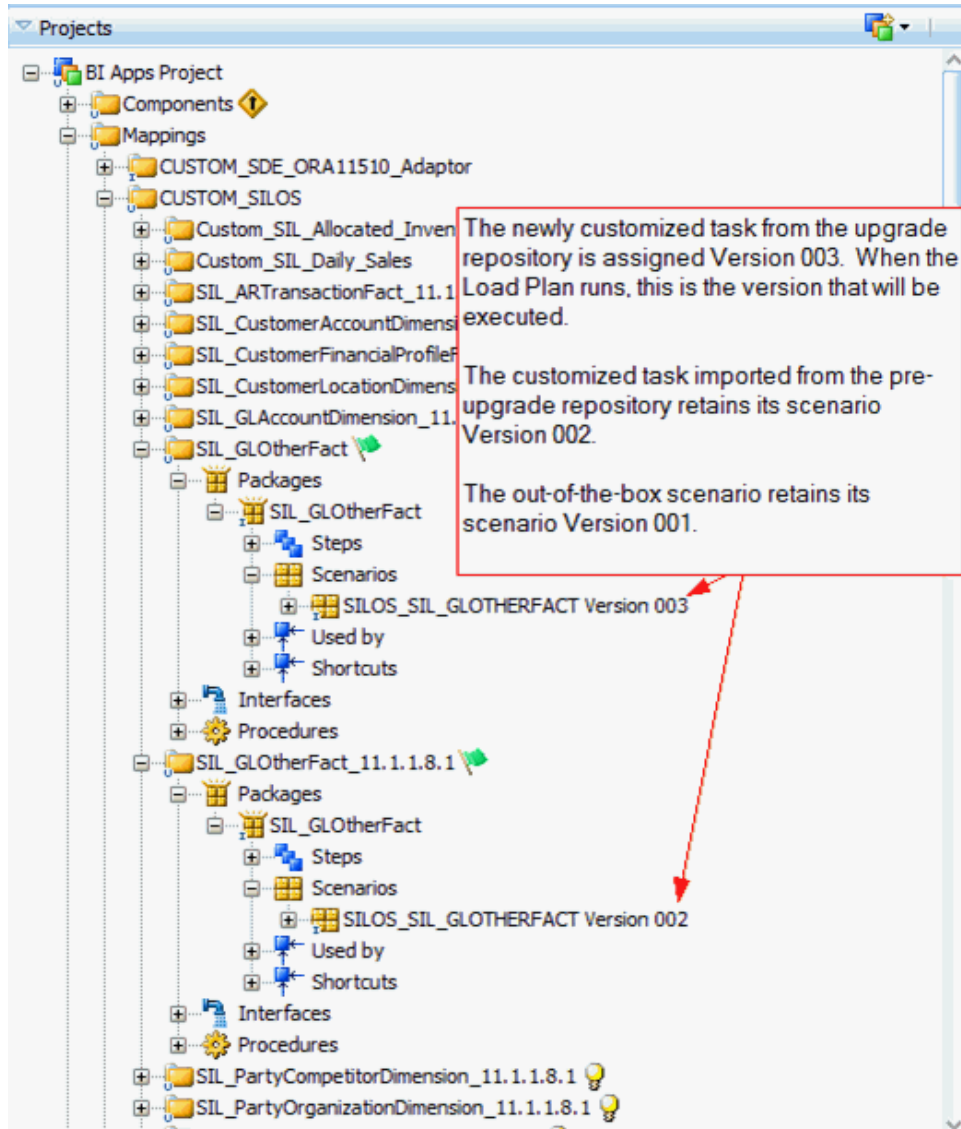 Projects
BI Apps Project
Components
Mappings
CUSTOM_SDE_ORA11510_Adaptor
CUSTOM_SILOS
Custom_SIL_Allocated_Inven
Custom_SIL_Daily_Sales
SIL_ARTransactionFact_11.1
SIL_CustomerAccountDimensi
SIL_CustomerFinancialProfileF
SIL_CustomerLocationDimens
SIL_GLAccountDimension_11.
The newly customized task from the upgrade
repository is assigned Version 003. When the
Load Plan runs, this is the version that will be
executed.
The customized task imported from the pre-
upgrade repository retains its scenario
Version 002.
The out-of-the-box scenario retains its
scenario Version 001.
SIL_GLOtherFact
Packages
SIL_GLOtherFact
Steps
Scenarios
SILOS_SIL_GLOTHERFACT Version 003
Used by
Shortcuts
Interfaces
Procedures
SIL_GLOtherFact_11.1.1.8.1
Packages
SIL_GLOtherFact
Steps
Scenarios
SILOS_SIL_GLOTHERFACT Version 002
Used by
Shortcuts
Interfaces
Procedures
SIL_PartyCompetitorDimension_11.1.1.8.1
SIL_PartyOrganizationDimension_11.1.1.8.1